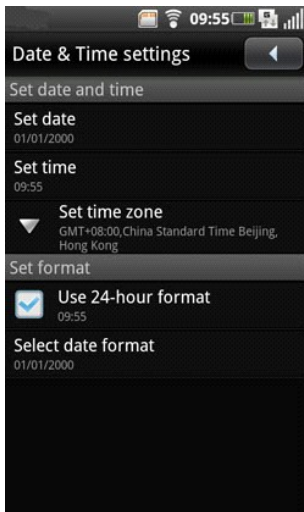 09:55
Date & Time settings
Set date and time
Set date
01/01/2000
Set time
09:55
Set time zone
GMT+08:00,China Standard Time Beijing,
Hong Kong
Set format
Use 24-hour format
09:55
Select date format
01/01/2000